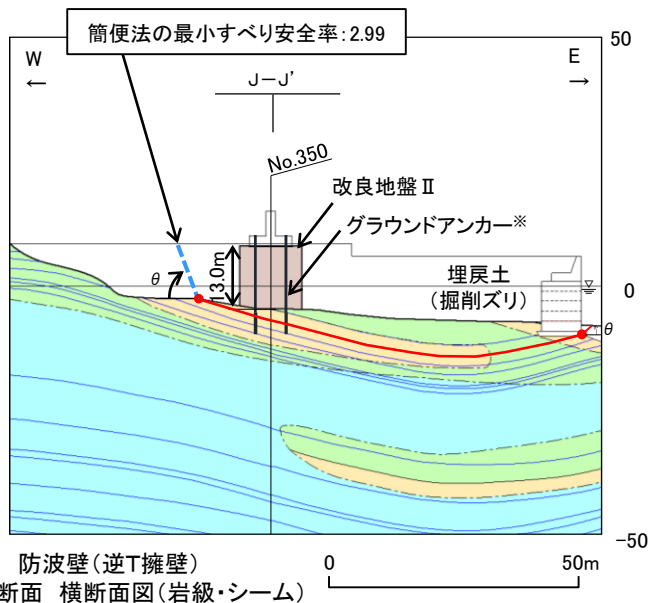 簡便法の最小すべり安全率:2.99
50
W
←
E
→
J-J'
No.350
改良地盤Ⅱ
グラウンドアンカー※
13.0m
θ
埋戻土
(掘削ズリ)
0
θ
-50
防波壁(逆T擁壁)
断面 横断面図(岩級・シーム)
0
50m